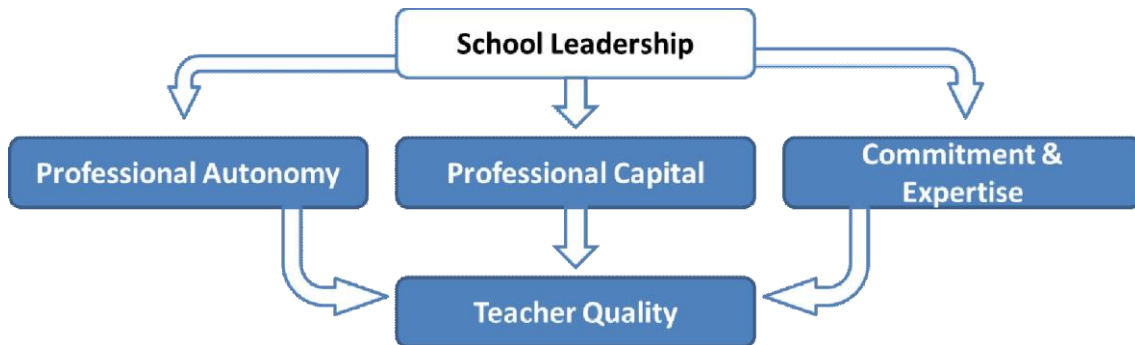 School Leadership
Professional Autonomy
Professional Capital
Commitment &
Expertise
Teacher Quality